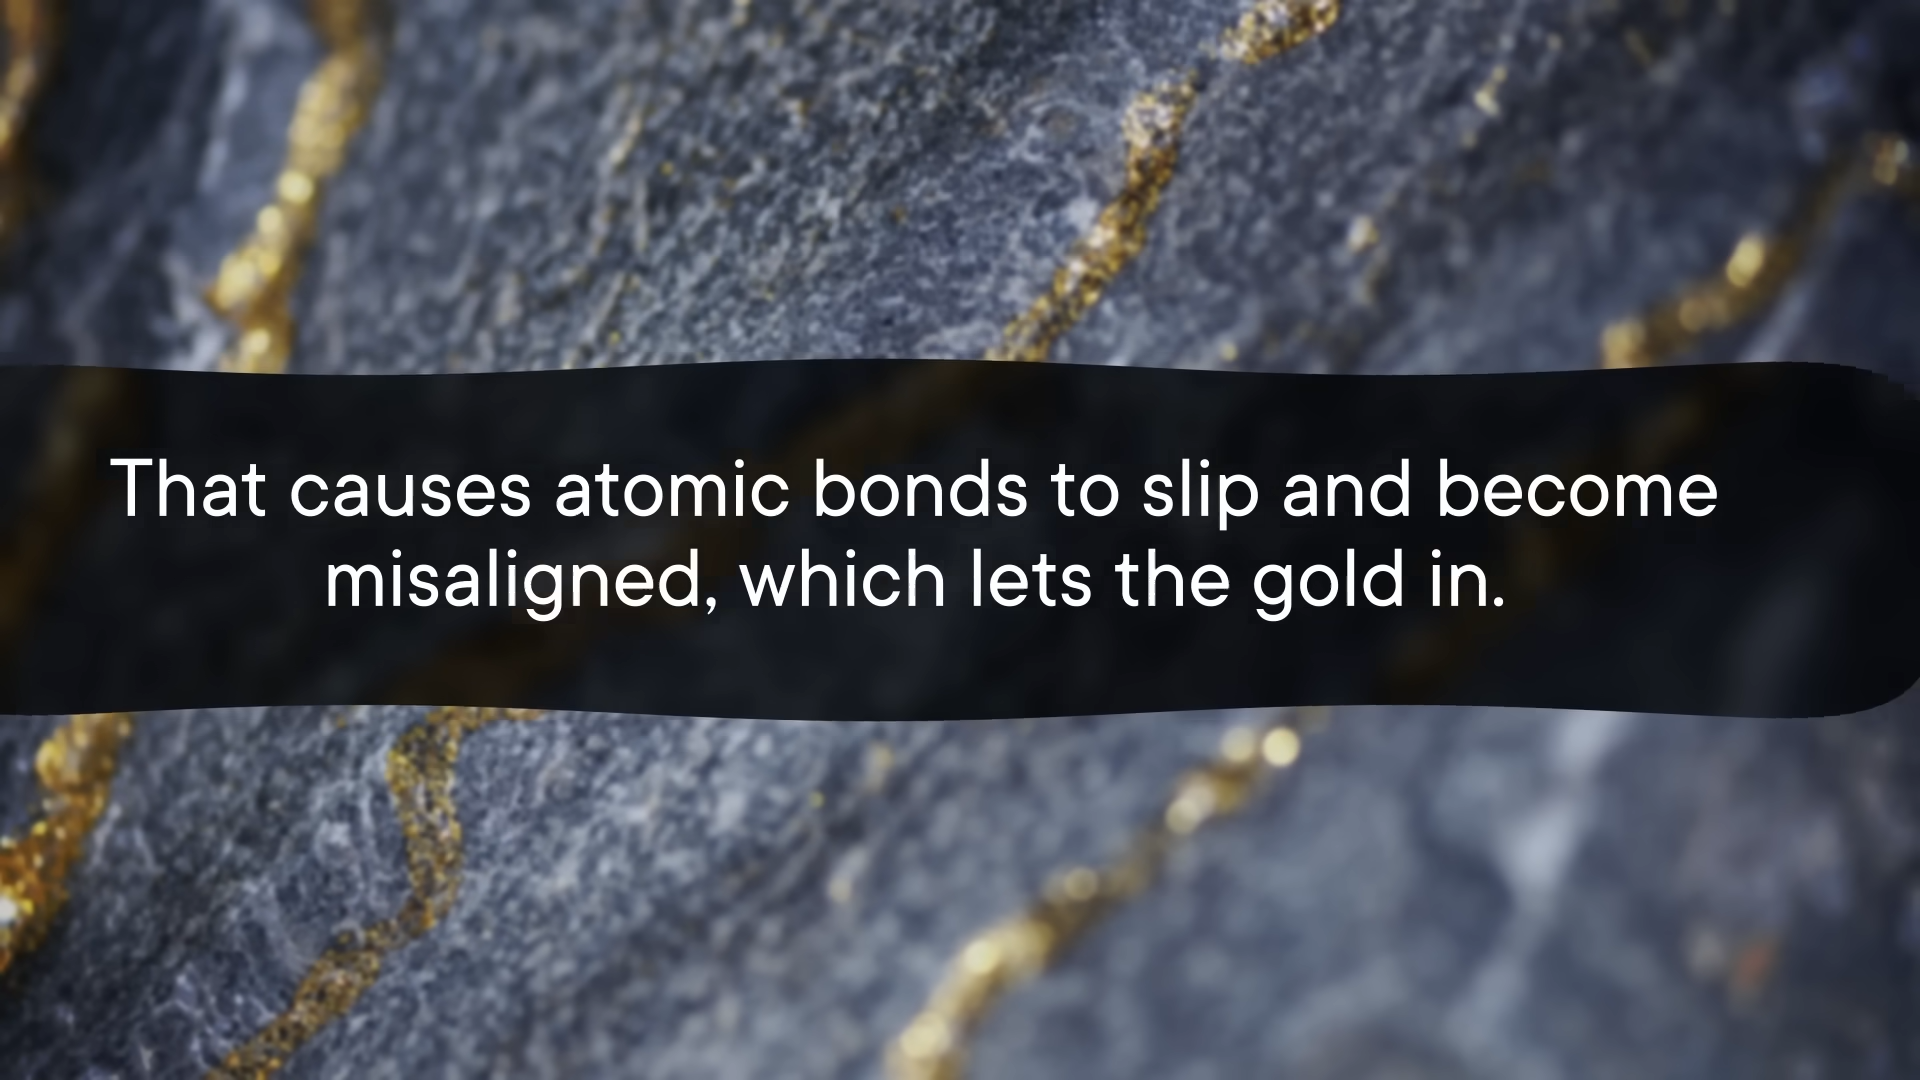 That causes atomic bonds to slip and become
misaligned, which lets the gold in.